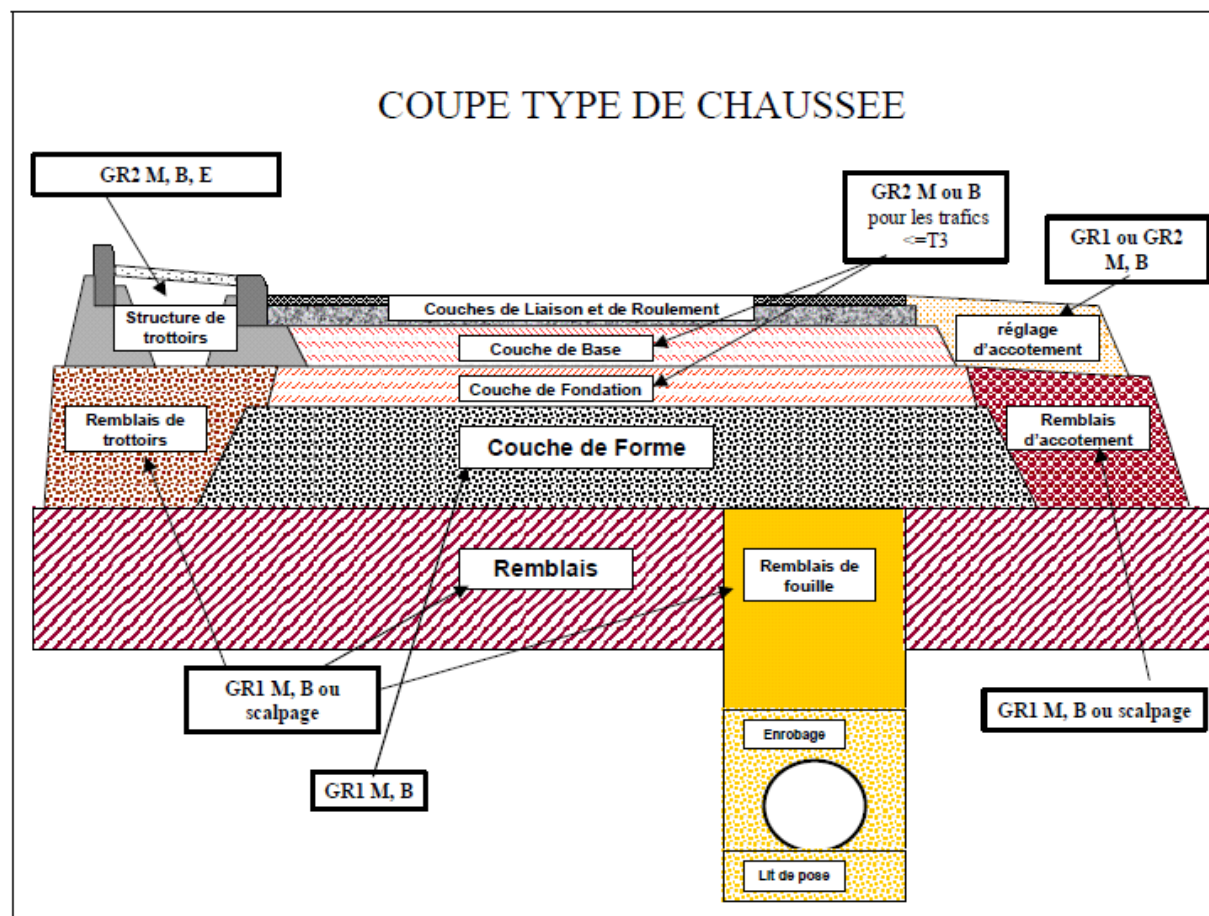 COUPE TYPE DE CHAUSSEE
GR2 M, B, E
GR2 M ou B
pour les trafics
<=T3
GR1 ou GR2
M, B
Couches de Liaison et de Roulement
Structure de
trottoirs
réglage
d'accotement
Couche de Base
Couche de Fondation
Remblais de
trottoirs
Remblais
d'accotement
Couche de Forme
Remblais
Remblais de
fouille
GR1 M, B ou
scalpage
GR1 M, B ou scalpage
Enrobage
GR1 M, B
Lit de pose